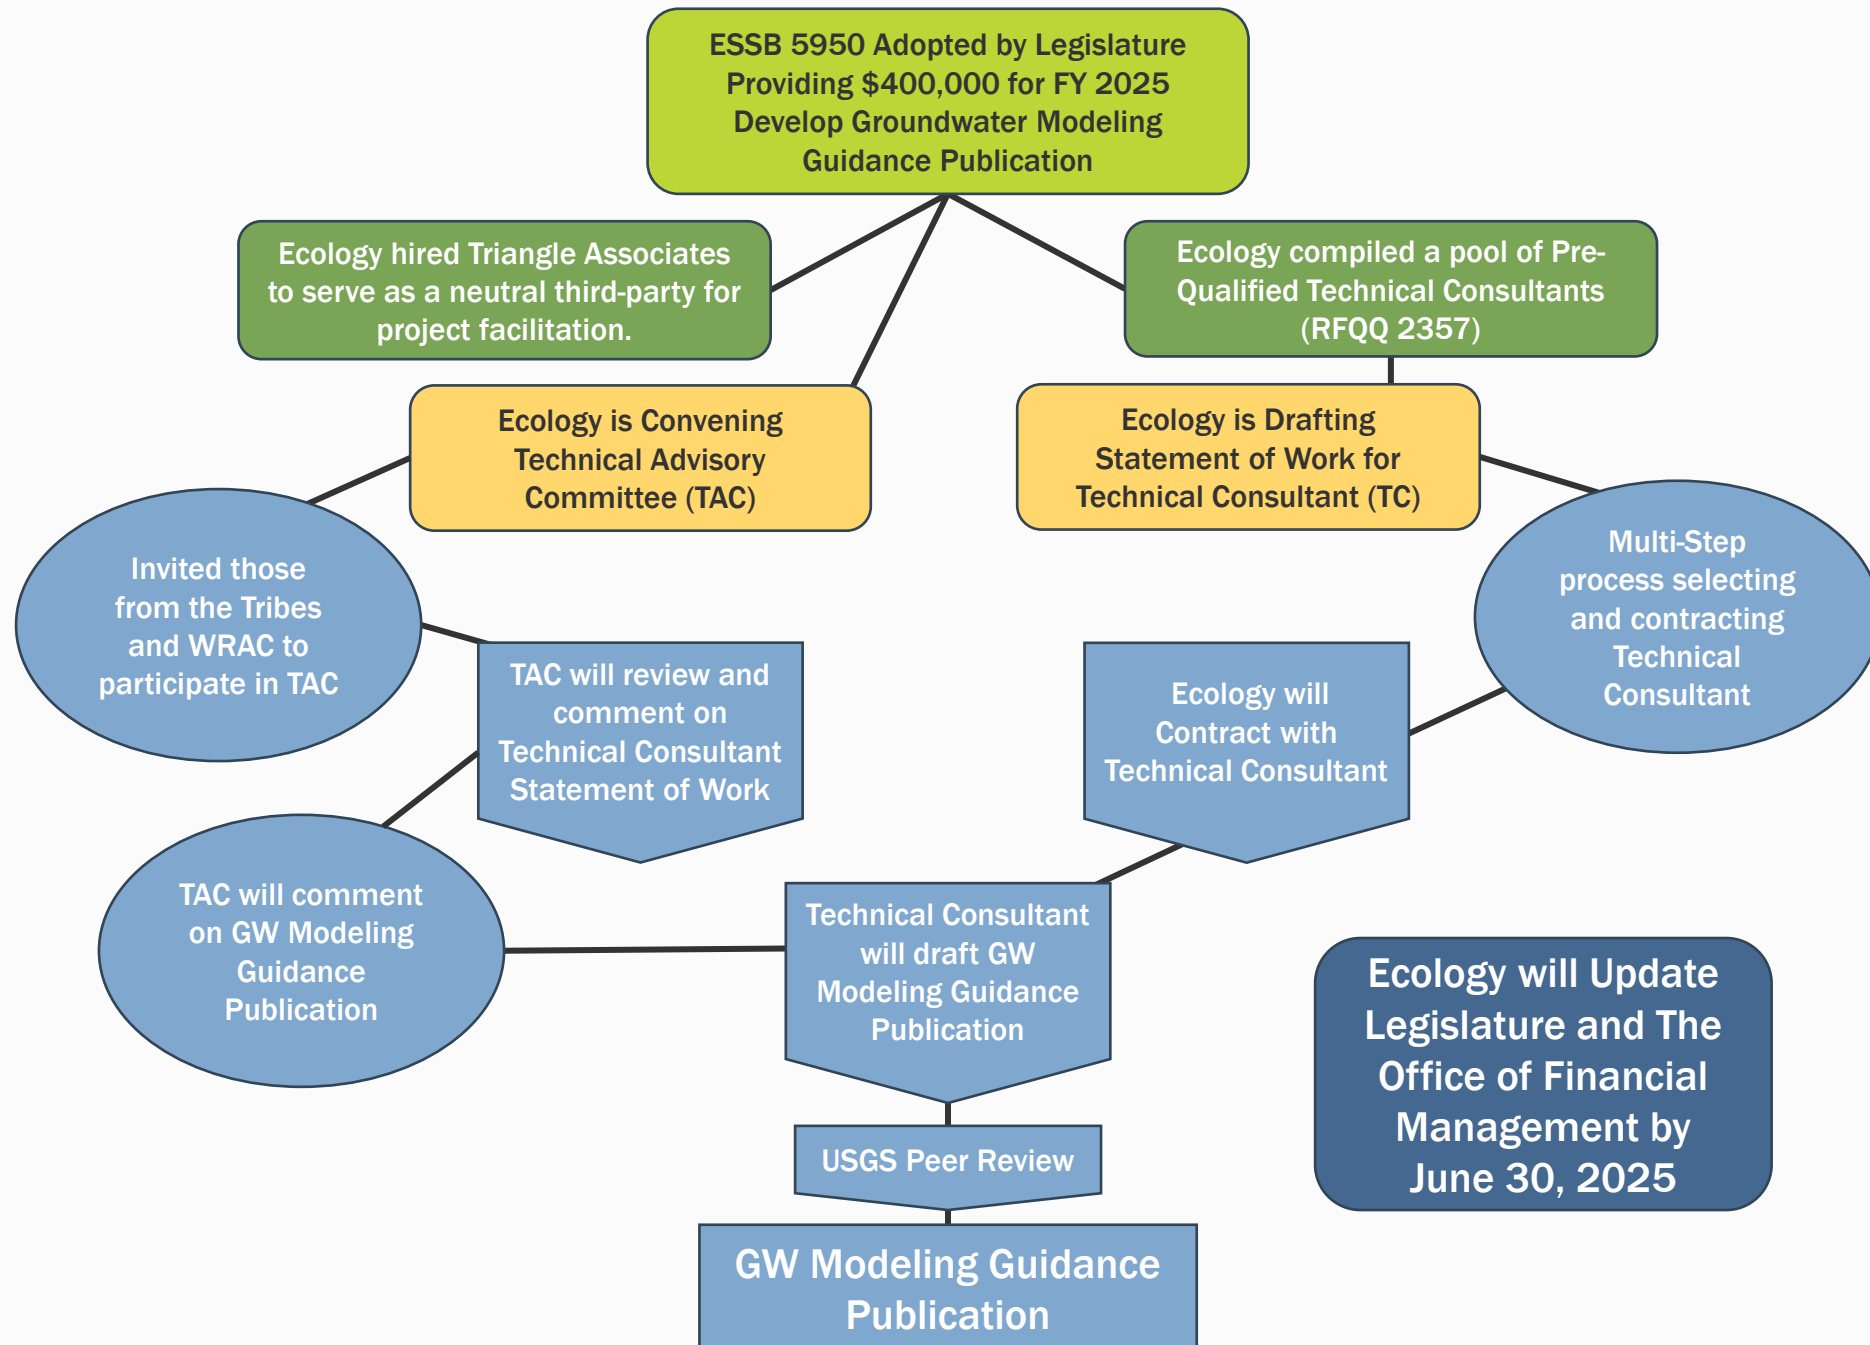 ESSB 5950 Adopted by Legislature
Providing $400,000 for FY 2025
Develop Groundwater Modeling
Guidance Publication
Ecology hired Triangle Associates
to serve as a neutral third-party for
project facilitation.
Ecology compiled a pool of Pre-
Qualified Technical Consultants
(RFQQ 2357)
Ecology is Convening
Technical Advisory
Committee (TAC)
Ecology is Drafting
Statement of Work for
Technical Consultant (TC)
Invited those
from the Tribes
and WRAC to
participate in TAC
Multi-Step
process selecting
and contracting
Technical
Consultant
TAC will review and
comment on
Technical Consultant
Statement of Work
Ecology will
Contract with
Technical Consultant
TAC will comment
on GW Modeling
Guidance
Publication
Technical Consultant
will draft GW
Modeling Guidance
Publication
Ecology will Update
Legislature and The
Office of Financial
Management by
June 30, 2025
USGS Peer Review
GW Modeling Guidance
Publication